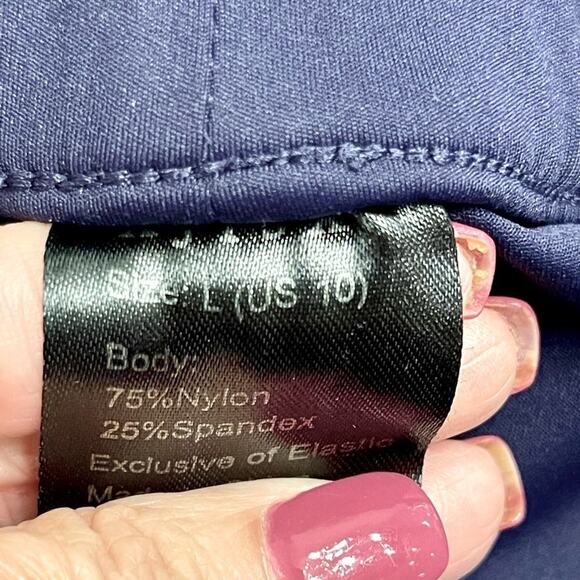 Size: L (US 10)
Body:
75%Nylon
25%Spandex
Exclusive of Elastic